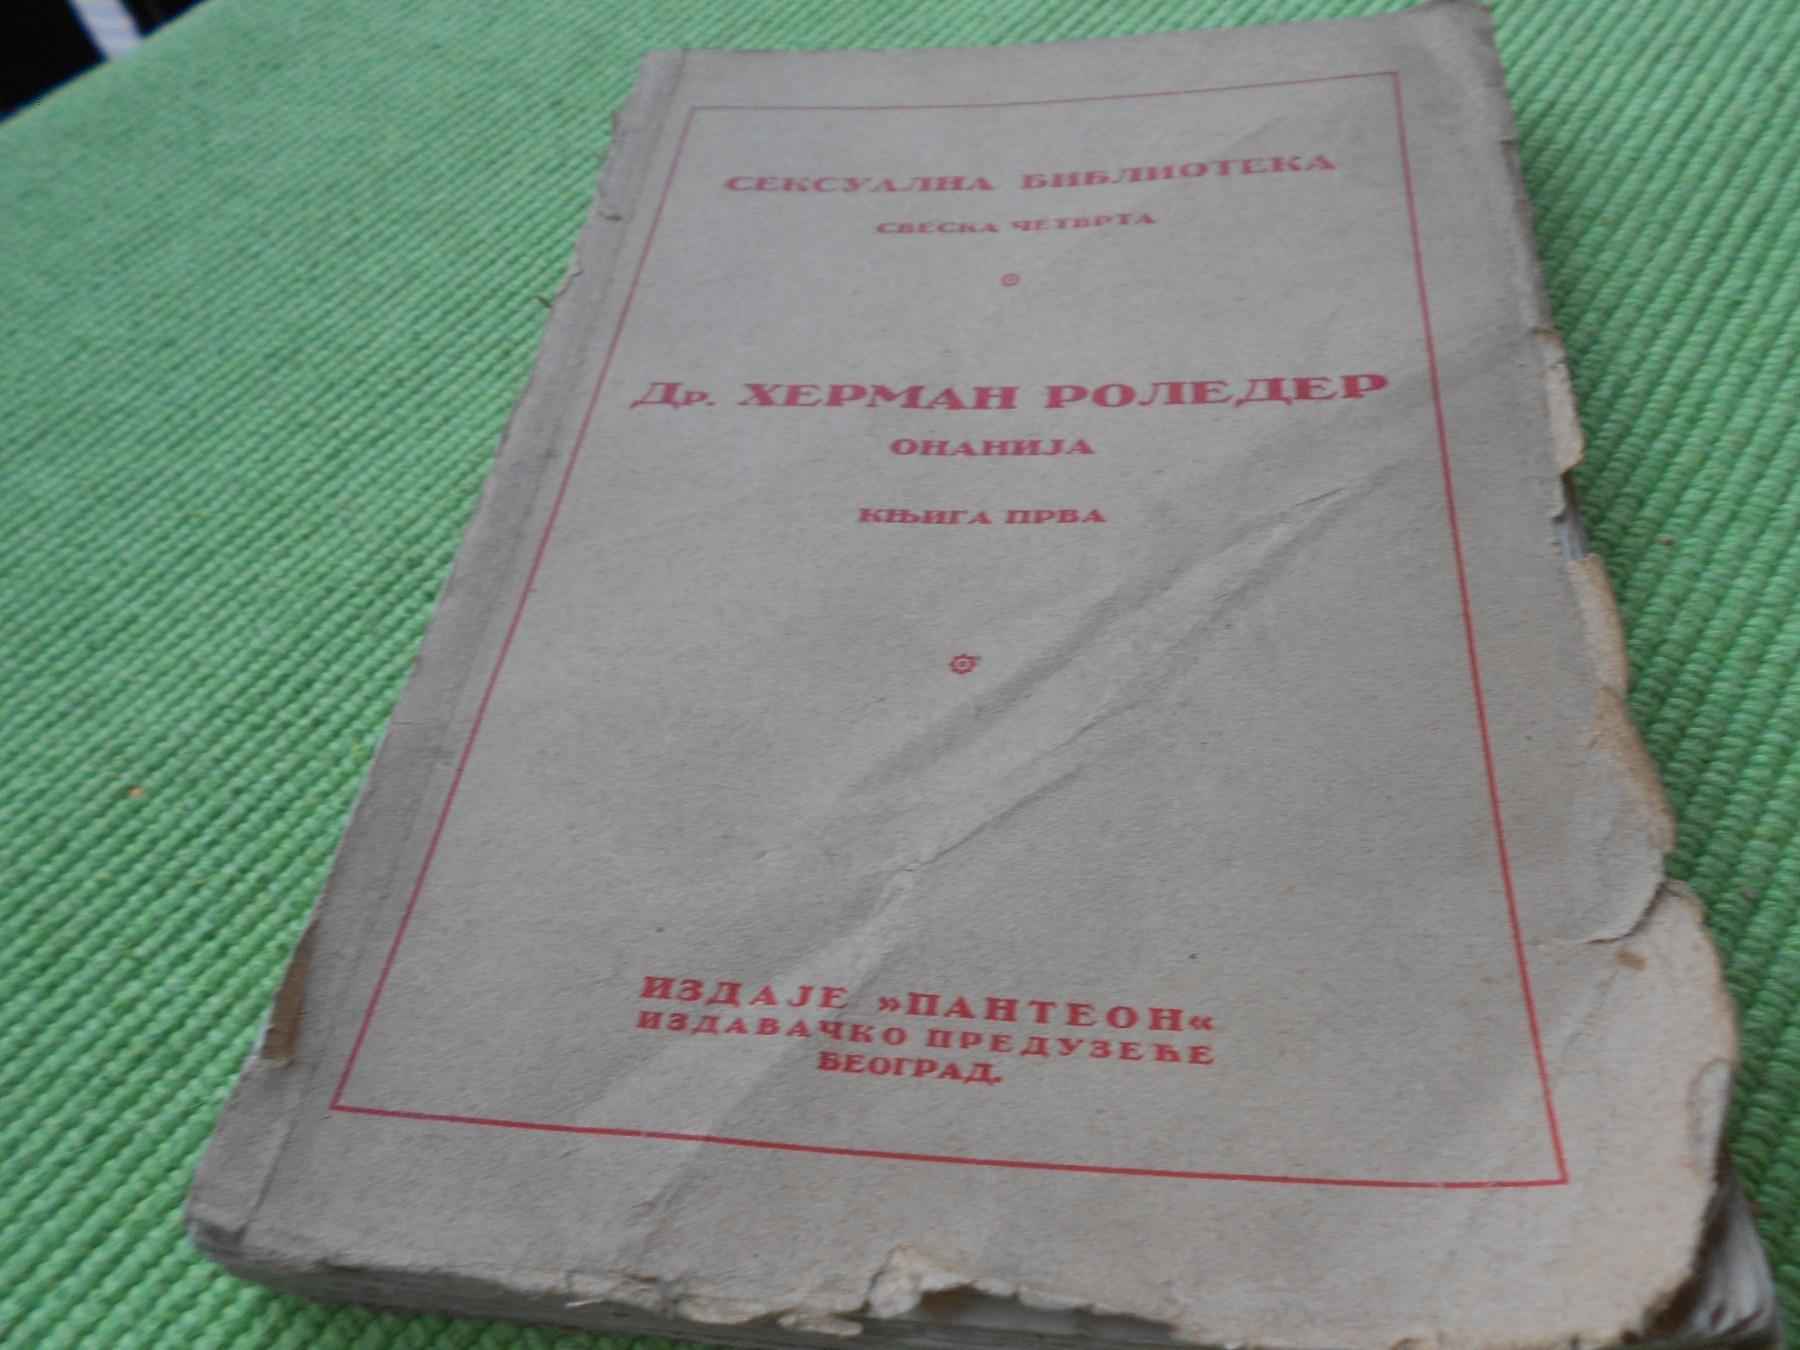 СЕКСУАЛНА БИБЛИОТЕКА
СВЕСКА ЧЕТВРТА
Др. ХЕРМАН РОЛЕДЕР
ОНАНИЈА
КЊИГА ПРВА
ИЗДАЈЕ »ПАНТЕОН«
ИЗДАВАЧКО ПРЕДУЗЕЋЕ
БЕОГРАД.